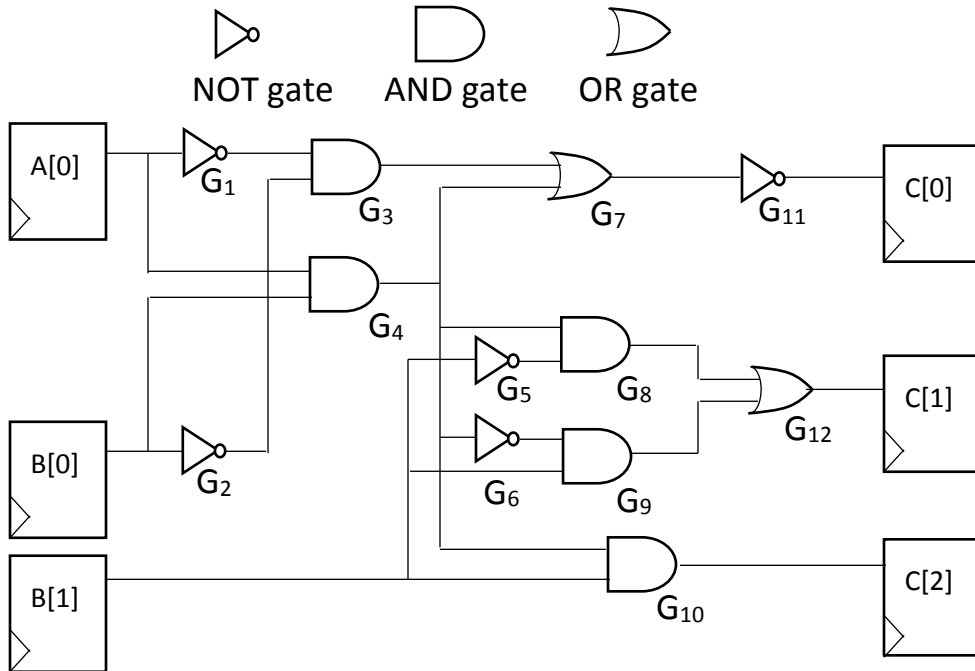 NOT gate AND gate OR gate
A[0]
G1
G3
G7
G11
C[0]
G4
G5
G8
G12
C[1]
B[0]
G2
G6
G9
B[1]
G10
C[2]